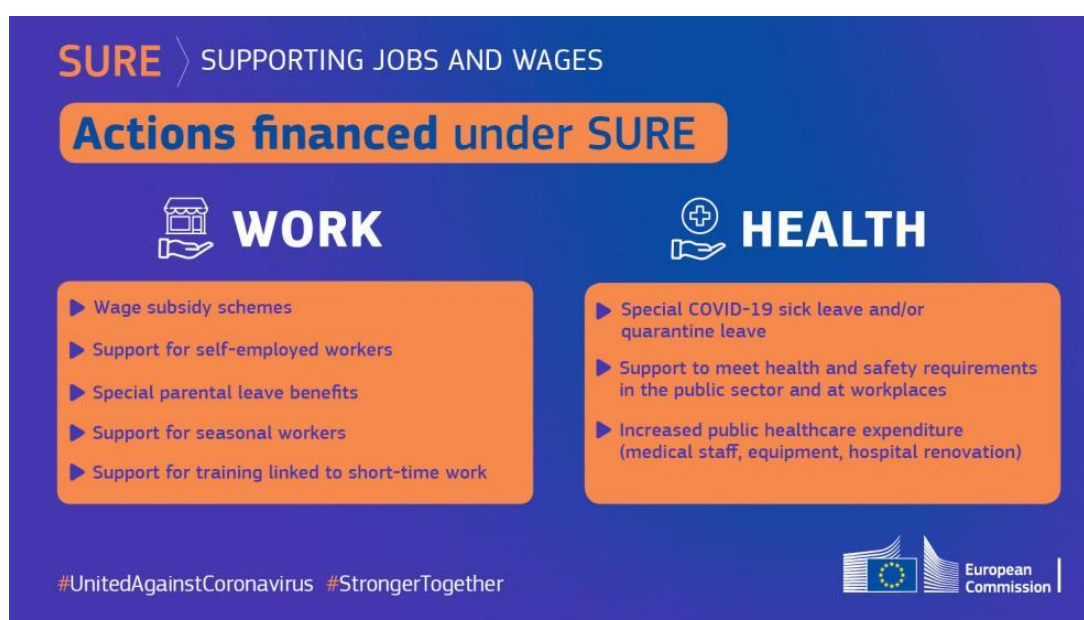 SURE SUPPORTING JOBS AND WAGES
Actions financed under SURE
WORK
Wage subsidy schemes
Support for self-employed workers
Special parental leave benefits
Support for seasonal workers
Support for training linked to short-time work
HEALTH
Special COVID-19 sick leave and/or
quarantine leave
Support to meet health and safety requirements
in the public sector and at workplaces
Increased public healthcare expenditure
(medical staff, equipment, hospital renovation)
#UnitedAgainstCoronavirus #StrongerTogether
European
Commission